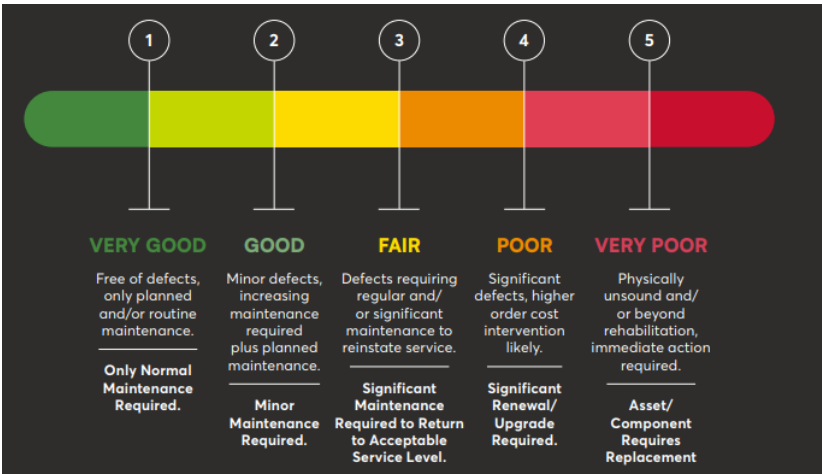 1
2
3
4
5
VERY GOOD
Free of defects,
only planned
and/or routine
maintenance.
Only Normal
Maintenance
Required.
GOOD
Minor defects,
increasing
maintenance
required
plus planned
maintenance.
Minor
Maintenance
Required.
FAIR
Defects requiring
regular and/
or significant
maintenance to
reinstate service.
Significant
Maintenance
Required to Return
to Acceptable
Service Level.
POOR
Significant
defects, higher
order cost
intervention
likely.
Significant
Renewal/
Upgrade
Required.
VERY POOR
Physically
unsound and/
or beyond
rehabilitation,
immediate action
required.
Asset/
Component
Requires
Replacement